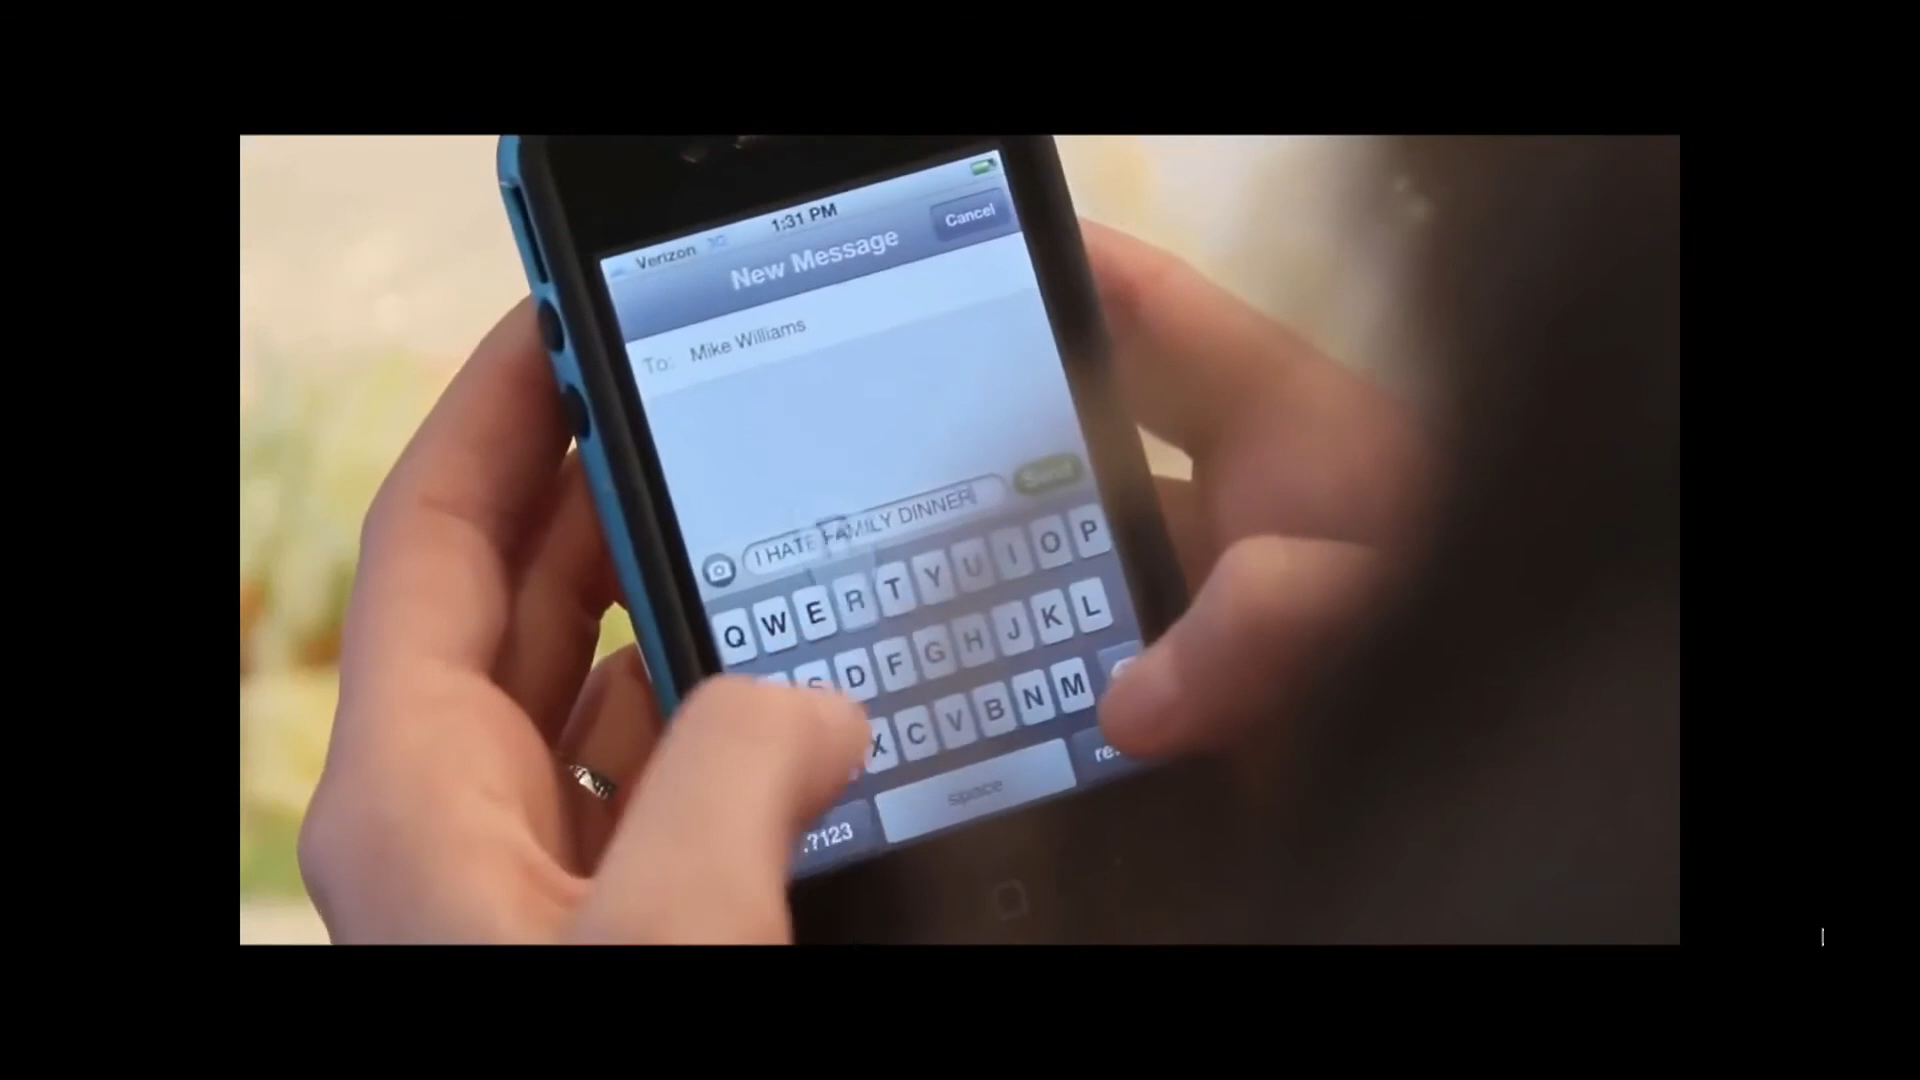 Verizon 3G 1:31 PM
New Message Cancel
To: Mike Williams
I HATE FAMILY DINNER Send
Q W E R T Y U I O P
S D F G H J K L
X C V B N M
.?123 space